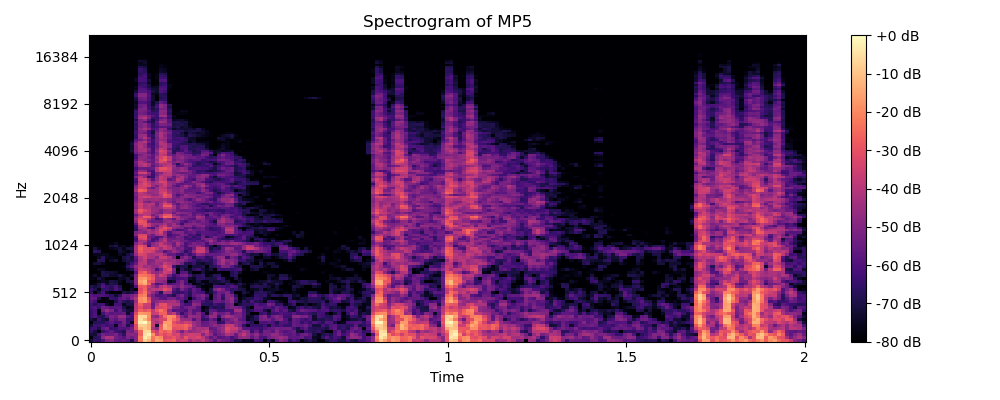 Spectrogram of MP5
Hz
16384
8192
4096
2048
1024
512
0
0 0.5 1 1.5 2
Time
+0 dB
-10 dB
-20 dB
-30 dB
-40 dB
-50 dB
-60 dB
-70 dB
-80 dB